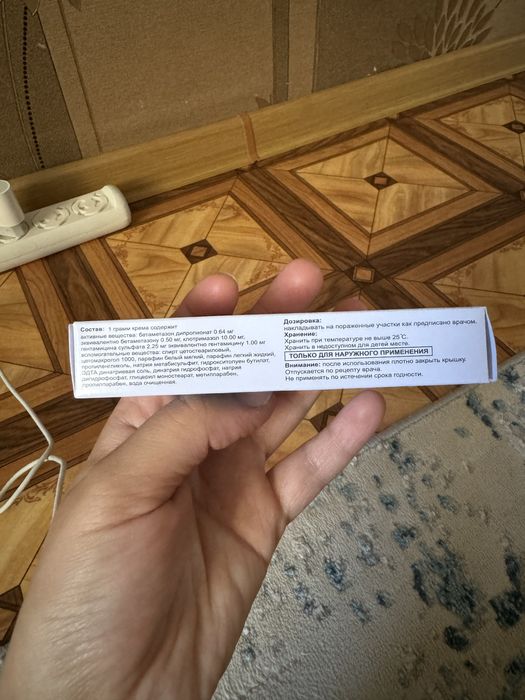 Состав: 1 грамм крема содержит
активные вещества: бетаметазон дипропионат 0.64 мг
эквивалентно бетаметазону 0,50 мг, клотримазол 10.00 мг,
гентамицина сульфате 2.25 мг эквивалентно гентамицину 1.00 мг
вспомогательные вещества: спирт цетостеариловый,
цетомакрогол 1000, парафин белый мягкий, парафин легкий жидкий,
пропиленгликоль, натрия метабисульфит, гидрокситолуен бутилат,
ЭДТА динатриевая соль, динатрия гидрофосфат, натрия
дигидрофосфат, глицерил моностеарат, метилпарабен,
пропилпарабен, вода очищенная.
Дозировка:
накладывать на пораженные участки как предписано врачом.
Хранение:
Хранить при температуре не выше 25°C.
Хранить в недоступном для детей месте.
ТОЛЬКО ДЛЯ НАРУЖНОГО ПРИМЕНЕНИЯ
Внимание: после использования плотно закрыть крышку.
Отпускается по рецепту врача.
Не применять по истечении срока годности.